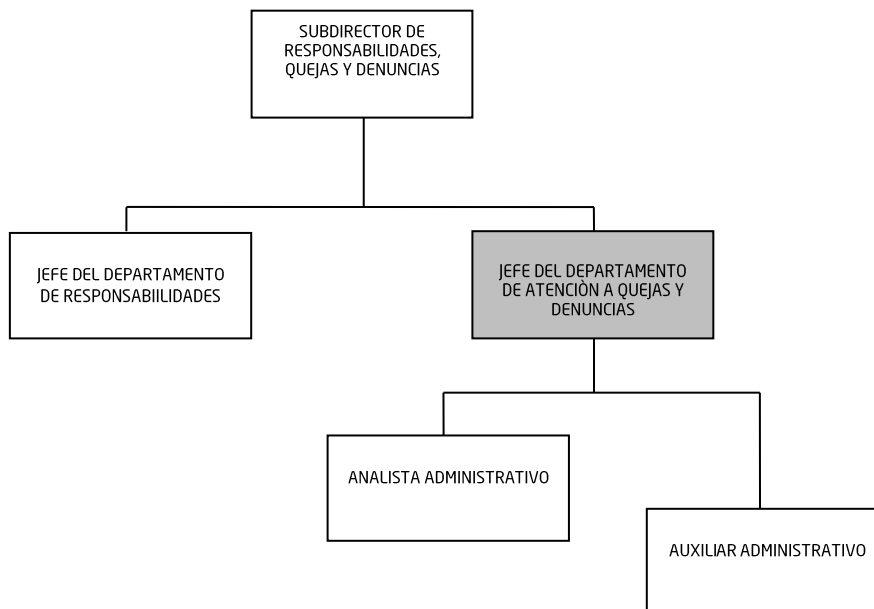 SUBDIRECTOR DE
RESPONSABILIDADES,
QUEJAS Y DENUNCIAS
JEFE DEL DEPARTAMENTO
DE RESPONSABIILIDADES
JEFE DEL DEPARTAMENTO
DE ATENCIÒN A QUEJAS Y
DENUNCIAS
ANALISTA ADMINISTRATIVO
AUXILIAR ADMINISTRATIVO